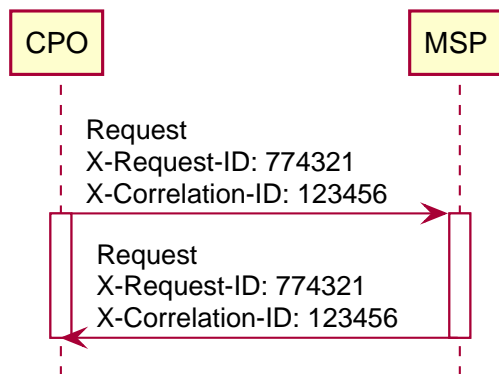 CPO
MSP
Request
X-Request-ID: 774321
X-Correlation-ID: 123456
Request
X-Request-ID: 774321
X-Correlation-ID: 123456